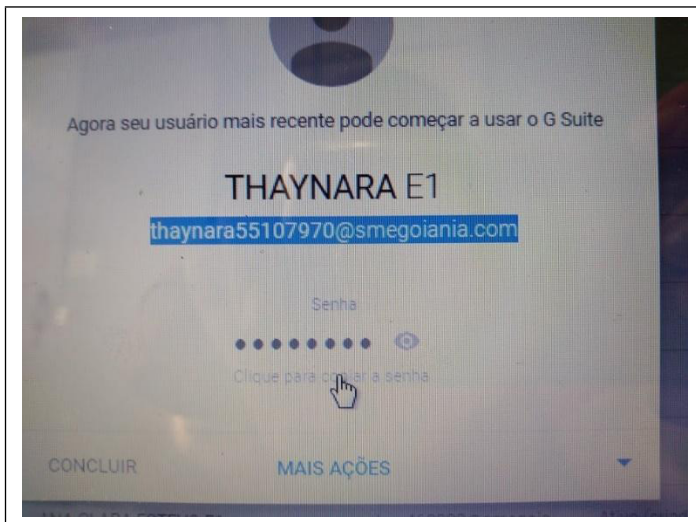 Agora seu usuário mais recente pode começar a usar o G Suite
THAYNARA E1
thaynara55107970@smegoiania.com
Senha
Clique para copiar a senha
CONCLUIR
MAIS AÇÕES